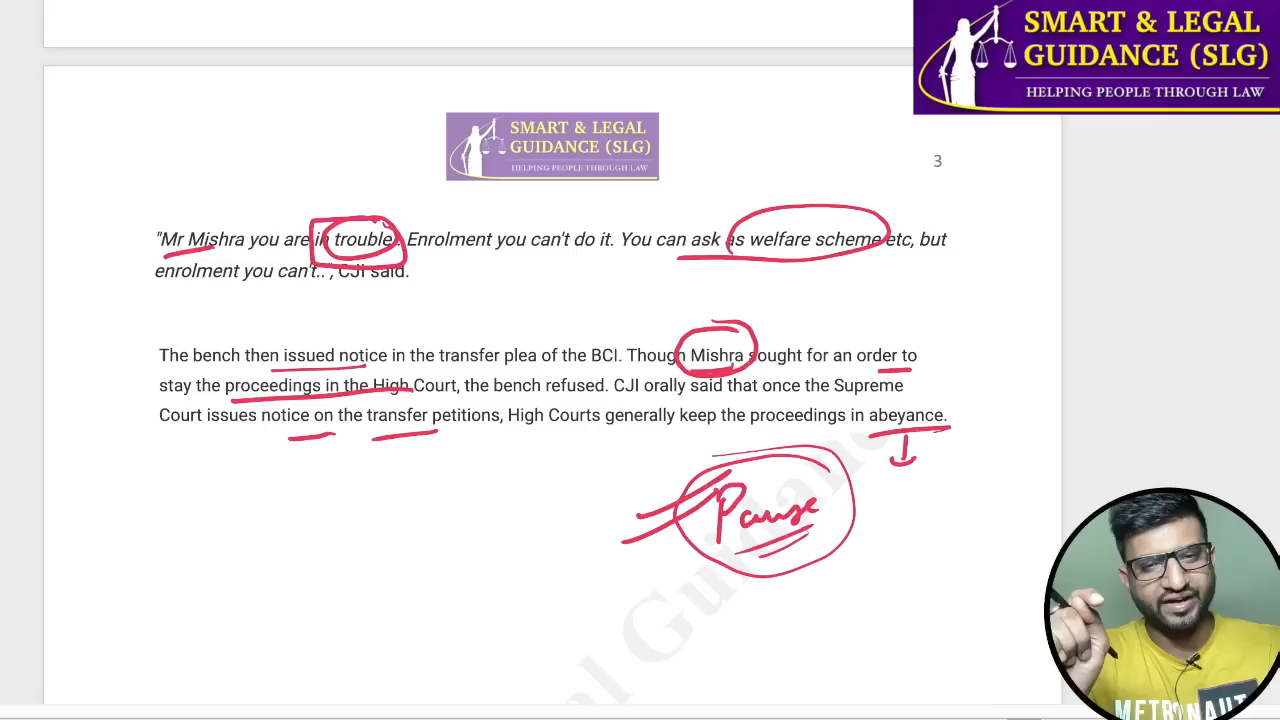 SMART & LEGAL
GUIDANCE (SLG)
HELPING PEOPLE THROUGH LAW
SMART & LEGAL
GUIDANCE (SLG)
HELPING PEOPLE THROUGH LAW
3
"Mr Mishra you are in trouble. Enrolment you can't do it. You can ask as welfare scheme etc, but
enrolment you can't..", CJI said.
The bench then issued notice in the transfer plea of the BCI. Though Mishra sought for an order to
stay the proceedings in the High Court, the bench refused. CJI orally said that once the Supreme
Court issues notice on the transfer petitions, High Courts generally keep the proceedings in abeyance.
Pause
al Guidanc
METRONAUT